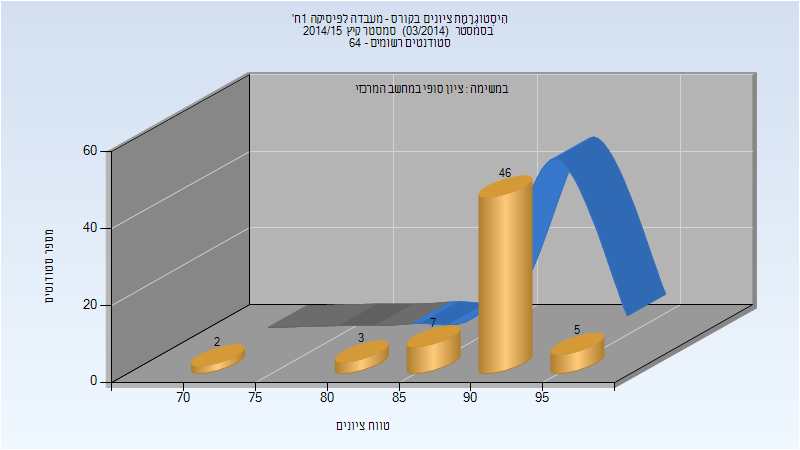 היסטוגרמת ציונים בקורס - מעבדה לפיסיקה 1ח'
בסמסטר (03/2014) סמסטר קיץ 2014/15
סטודנטים רשומים - 64
במשימה : ציון סופי במחשב המרכזי
60
40
20
0
מספר סטודנטים
2
3
7
46
5
70
75
80
85
90
95
טווח ציונים